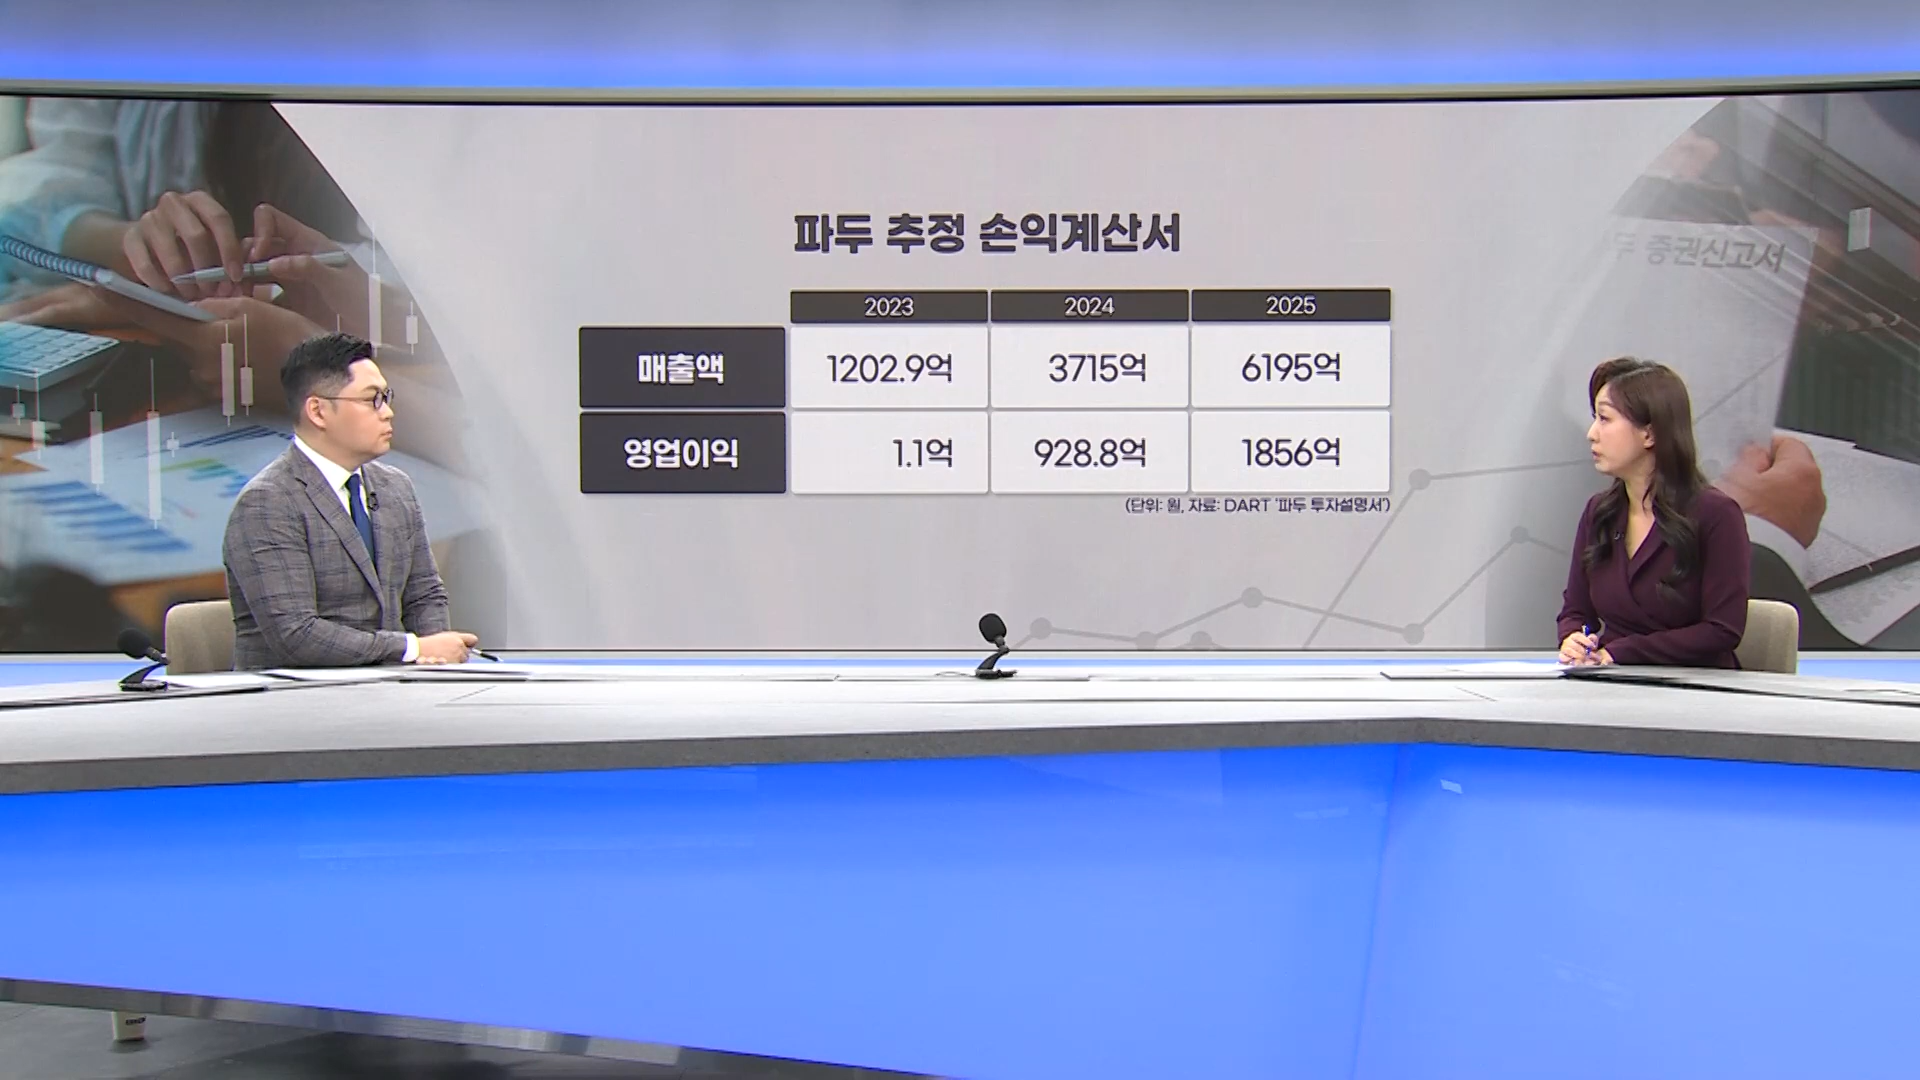 파두 추정 손익계산서
2023 2024 2025
매출액 1202.9억 3715억 6195억
영업이익 1.1억 928.8억 1856억
(단위: 원, 자료: DART '파두 투자설명서')
두 증권신고서